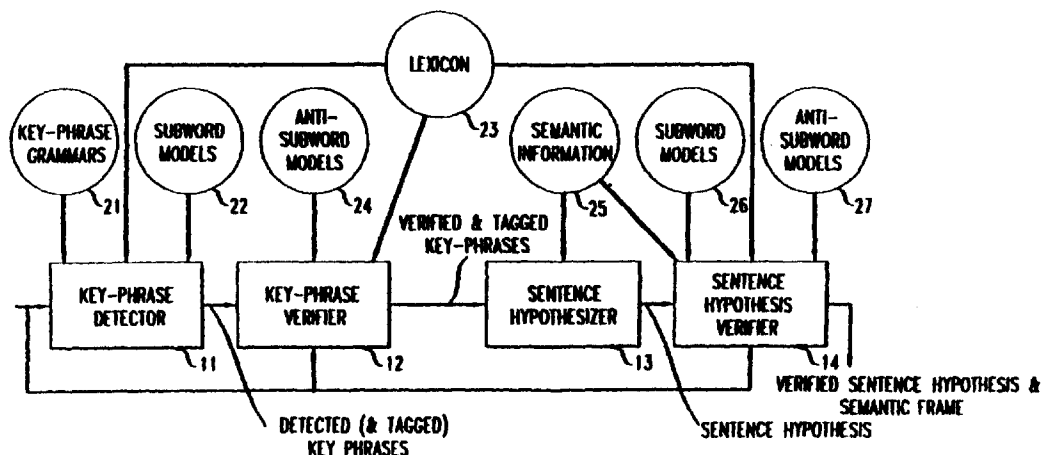 LEXICON
23
KEY-PHRASE
GRAMMARS
21
SUBWORD
MODELS
22
ANTI-
SUBWORD
MODELS
24
SEMANTIC
INFORMATION
25
SUBWORD
MODELS
26
ANTI-
SUBWORD
MODELS
27
VERIFIED & TAGGED
KEY-PHRASES
KEY-PHRASE
DETECTOR
11
KEY-PHRASE
VERIFIER
12
SENTENCE
HYPOTHESIZER
13
SENTENCE
HYPOTHESIS
VERIFIER
14
DETECTED (& TAGGED)
KEY PHRASES
SENTENCE HYPOTHESIS
VERIFIED SENTENCE HYPOTHESIS &
SEMANTIC FRAME